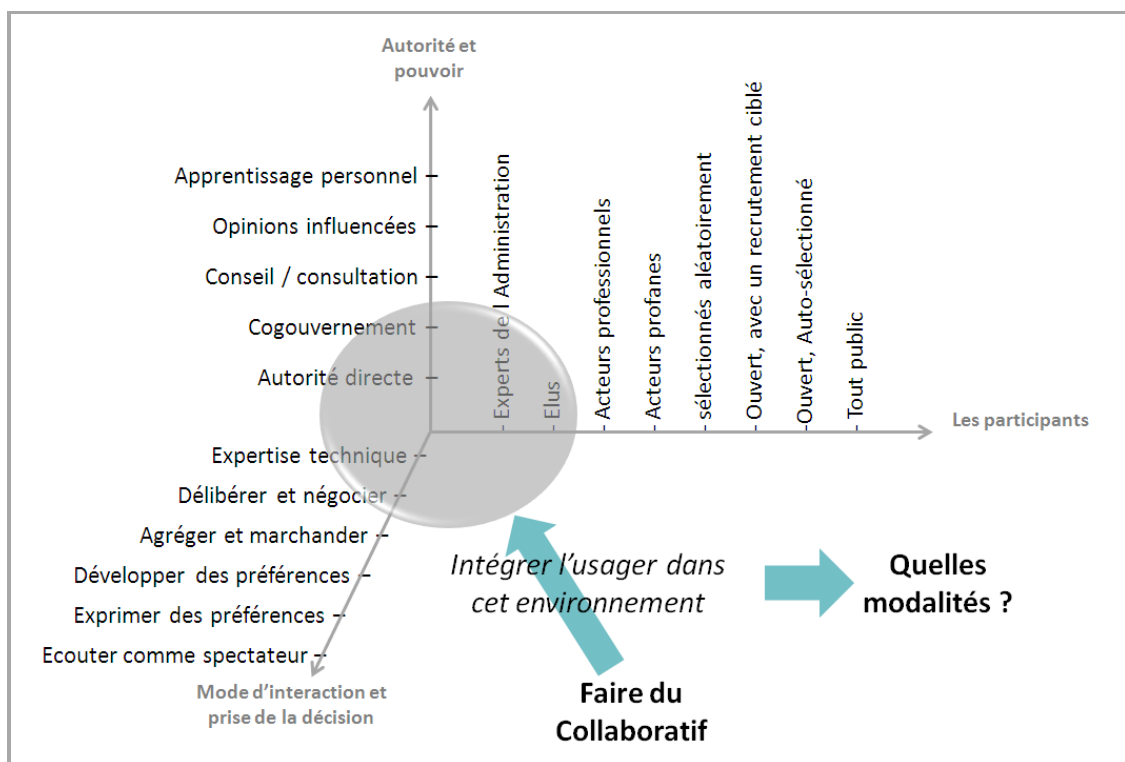 Autorité et
pouvoir
Apprentissage personnel
Opinions influencées
Conseil / consultation
Cogouvernement
Autorité directe
Experts de l Administration
Elus
Acteurs professionnels
Acteurs profanes
sélectionnés aléatoirement
Ouvert, avec un recrutement ciblé
Ouvert, Auto-sélectionné
Tout public
Les participants
Expertise technique
Délibérer et négocier
Agréger et marchander
Développer des préférences
Exprimer des préférences
Ecouter comme spectateur
Mode d'interaction et
prise de la décision
Intégrer l'usager dans
cet environnement
Quelles
modalités ?
Faire du
Collaboratif